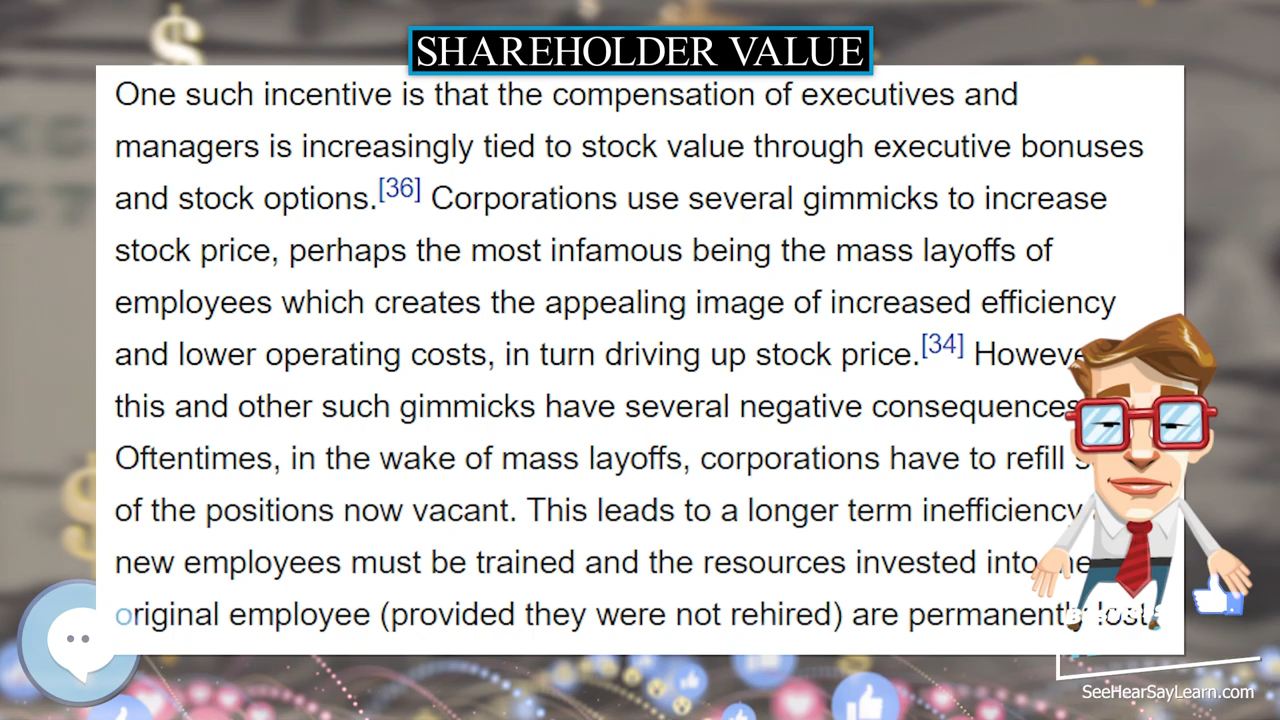 SHAREHOLDER VALUE
One such incentive is that the compensation of executives and
managers is increasingly tied to stock value through executive bonuses
and stock options.[36] Corporations use several gimmicks to increase
stock price, perhaps the most infamous being the mass layoffs of
employees which creates the appealing image of increased efficiency
and lower operating costs, in turn driving up stock price.[34]
this and other such gimmicks have several negative consequences
Oftentimes, in the wake of mass layoffs, corporations have to refill
of the positions now vacant. This leads to a longer term inefficiency
new employees must be trained and the resources invested into
original employee (provided they were not rehired) are
SeeHearSayLearn.com